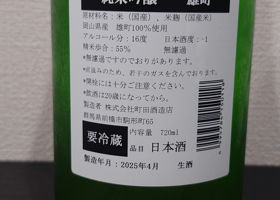 純米吟醸　雄町
原材料名：米（国産）、米麹（国産米）
岡山県産　雄町100％使用
アルコール分：16度　日本酒度：-1
精米歩合：55％　無濾過
＊無濾過ですのでおりがあります。
＊直汲みのため、若干のガスを含んでおります。
＊開栓には十分ご注意ください。
＊飲酒は20歳になってから。
製造者 株式会社町田酒造店
群馬県前橋市駒形町65
要冷蔵
内容量 720ml
品目 日本酒
製造年月：2025年4月　生酒